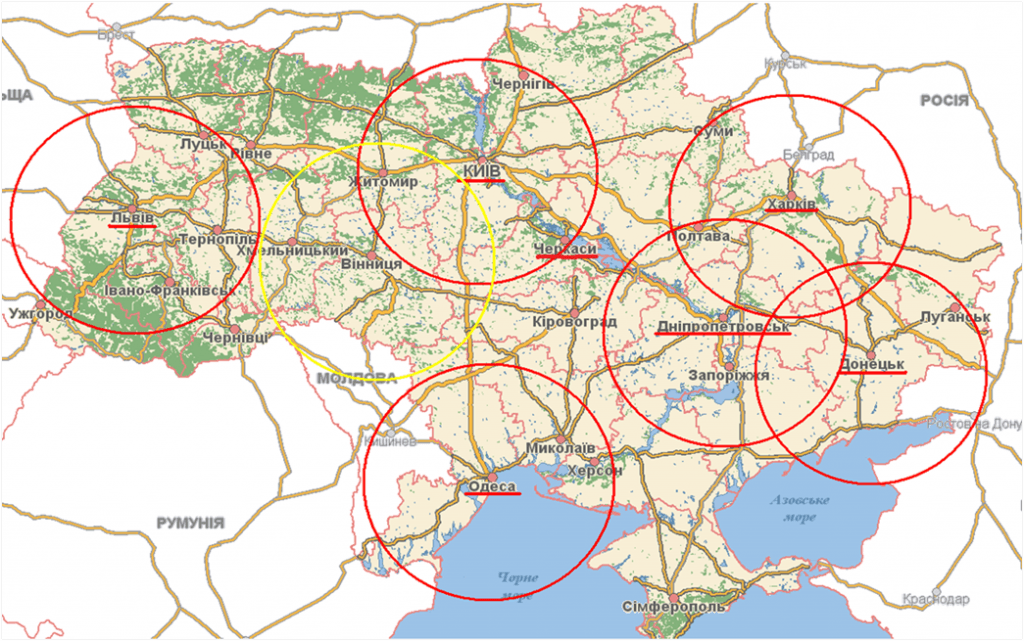 Брест
Чернігів
Курськ
ЬЩА
РОСІЯ
Суми
Луцьк
Рівне
КИЇВ
Белград
Житомир
Львів
Харків
Тернопіль
Хмельницький
Черкаси
Полтава
Вінниця
Івано-Франківськ
Ужгород
Кіровоград
Луганськ
Дніпропетровськ
Чернівці
Донецьк
Запоріжжя
МОЛДОВА
Кишинев
Ростов на Дону
Миколаїв
Херсон
Одеса
Азовське
море
РУМУНІЯ
Чорне
море
Сімферополь
Краснодар